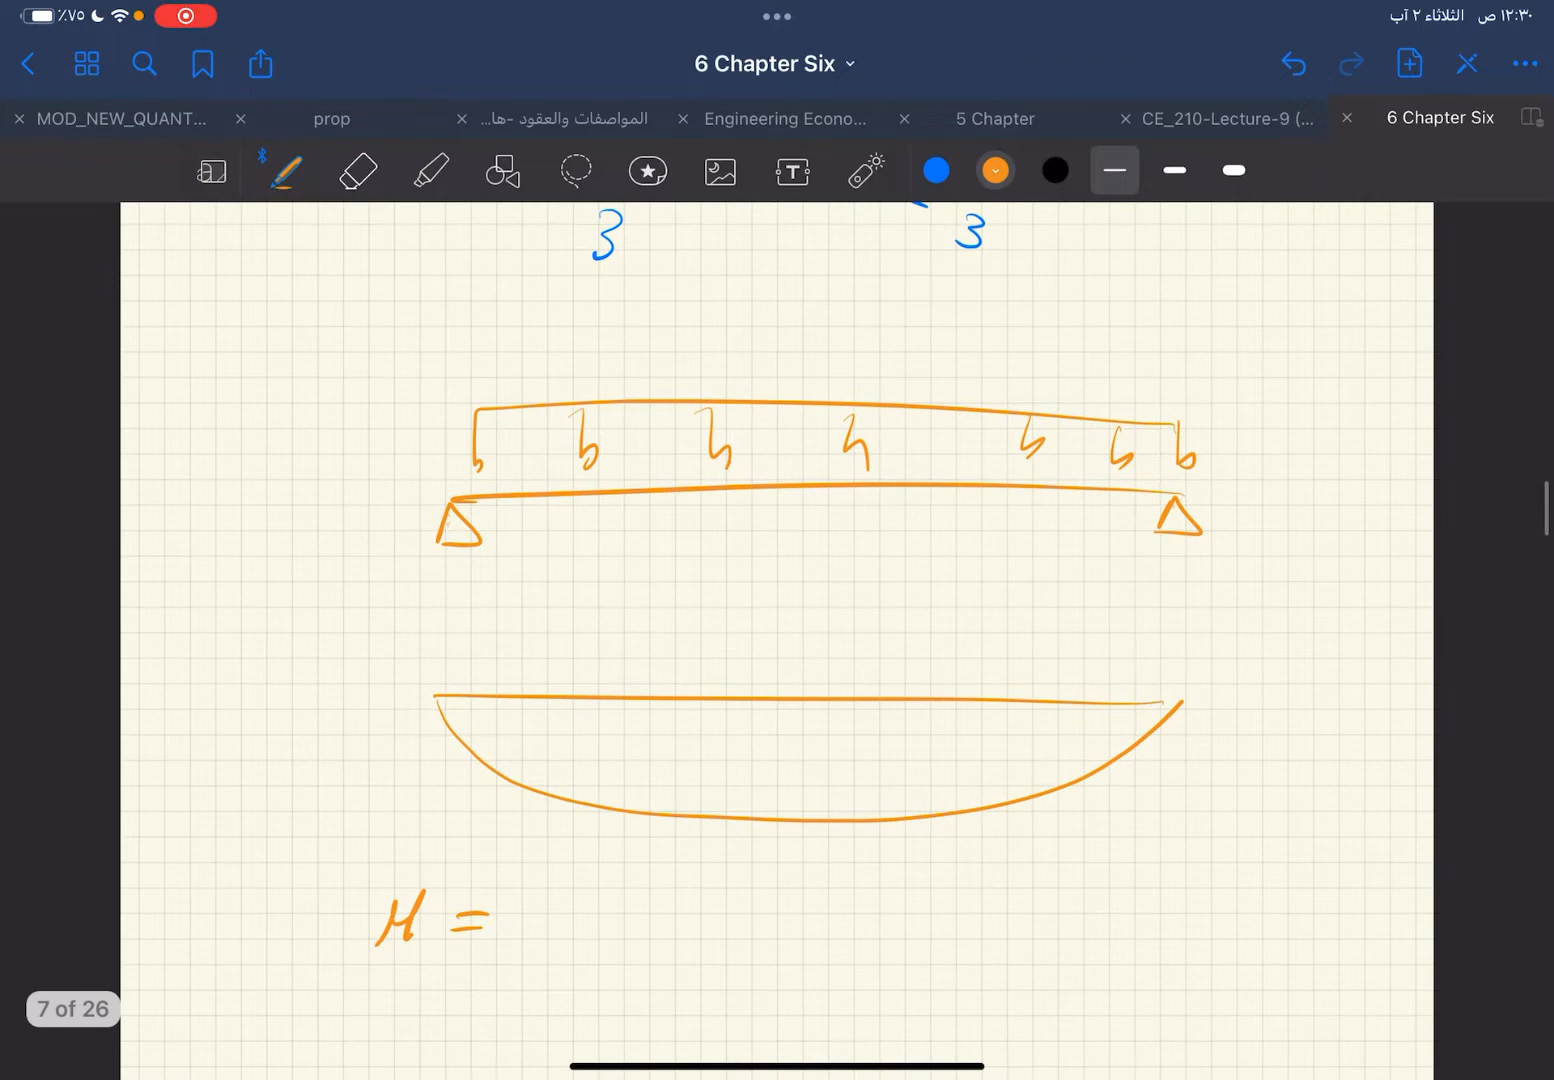 ٪٧٥
١٢:٣٠ ص الثلاثاء ٢ آب
6 Chapter Six
MOD_NEW_QUANT...
prop
المواصفات والعقود -ها...
Engineering Econo...
5 Chapter
CE_210-Lecture-9 (...
6 Chapter Six
T
3
3
M =
7 of 26